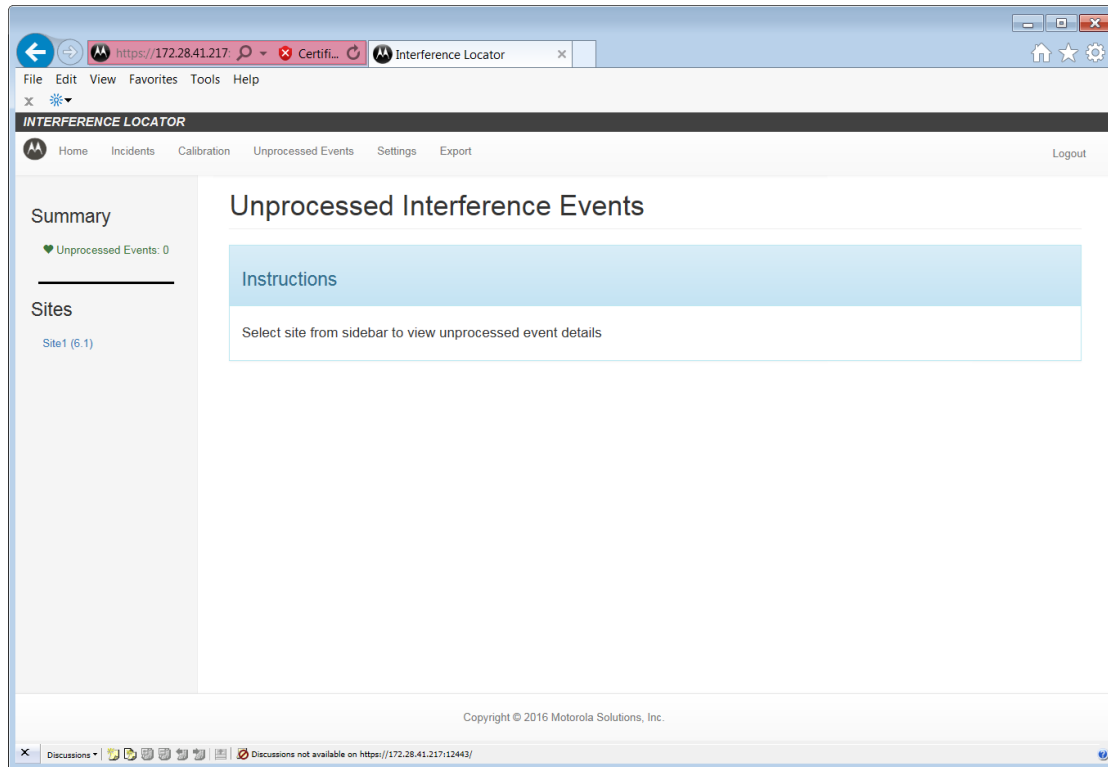 https://172.28.41.217:
Certifi...
Interference Locator
File Edit View Favorites Tools Help
x
INTERFERENCE LOCATOR
Home Incidents Calibration Unprocessed Events Settings Export Logout
Summary
Unprocessed Events: 0
Sites
Site1 (6.1)
Unprocessed Interference Events
Instructions
Select site from sidebar to view unprocessed event details
Copyright © 2016 Motorola Solutions, Inc.
X Discussions Discussions not available on https://172.28.41.217:12443/